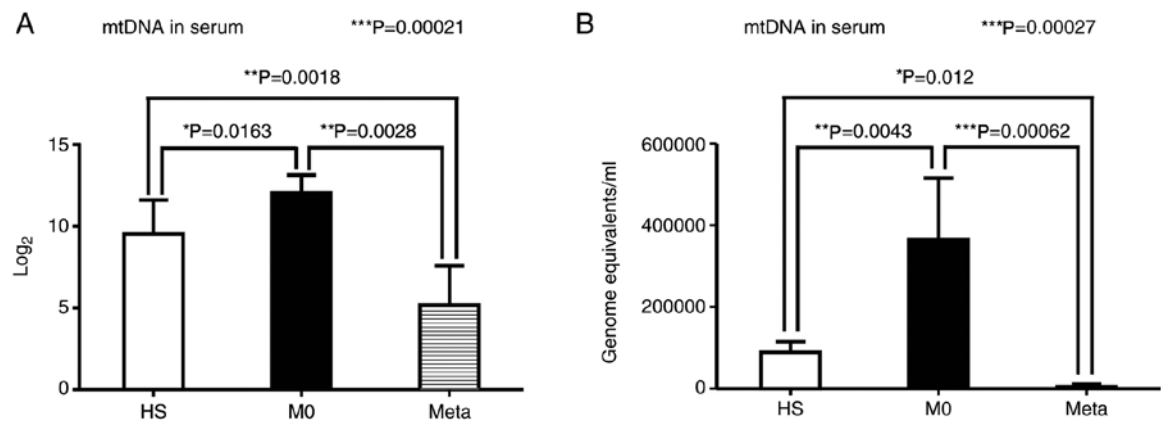 A
mtDNA in serum
***P=0.00021
**P=0.0018
*P=0.0163
**P=0.0028
15
10
5
0
Log2
HS
M0
Meta
B
mtDNA in serum
***P=0.00027
*P=0.012
**P=0.0043
***P=0.00062
600000
400000
200000
0
Genome equivalents/ml
HS
M0
Meta